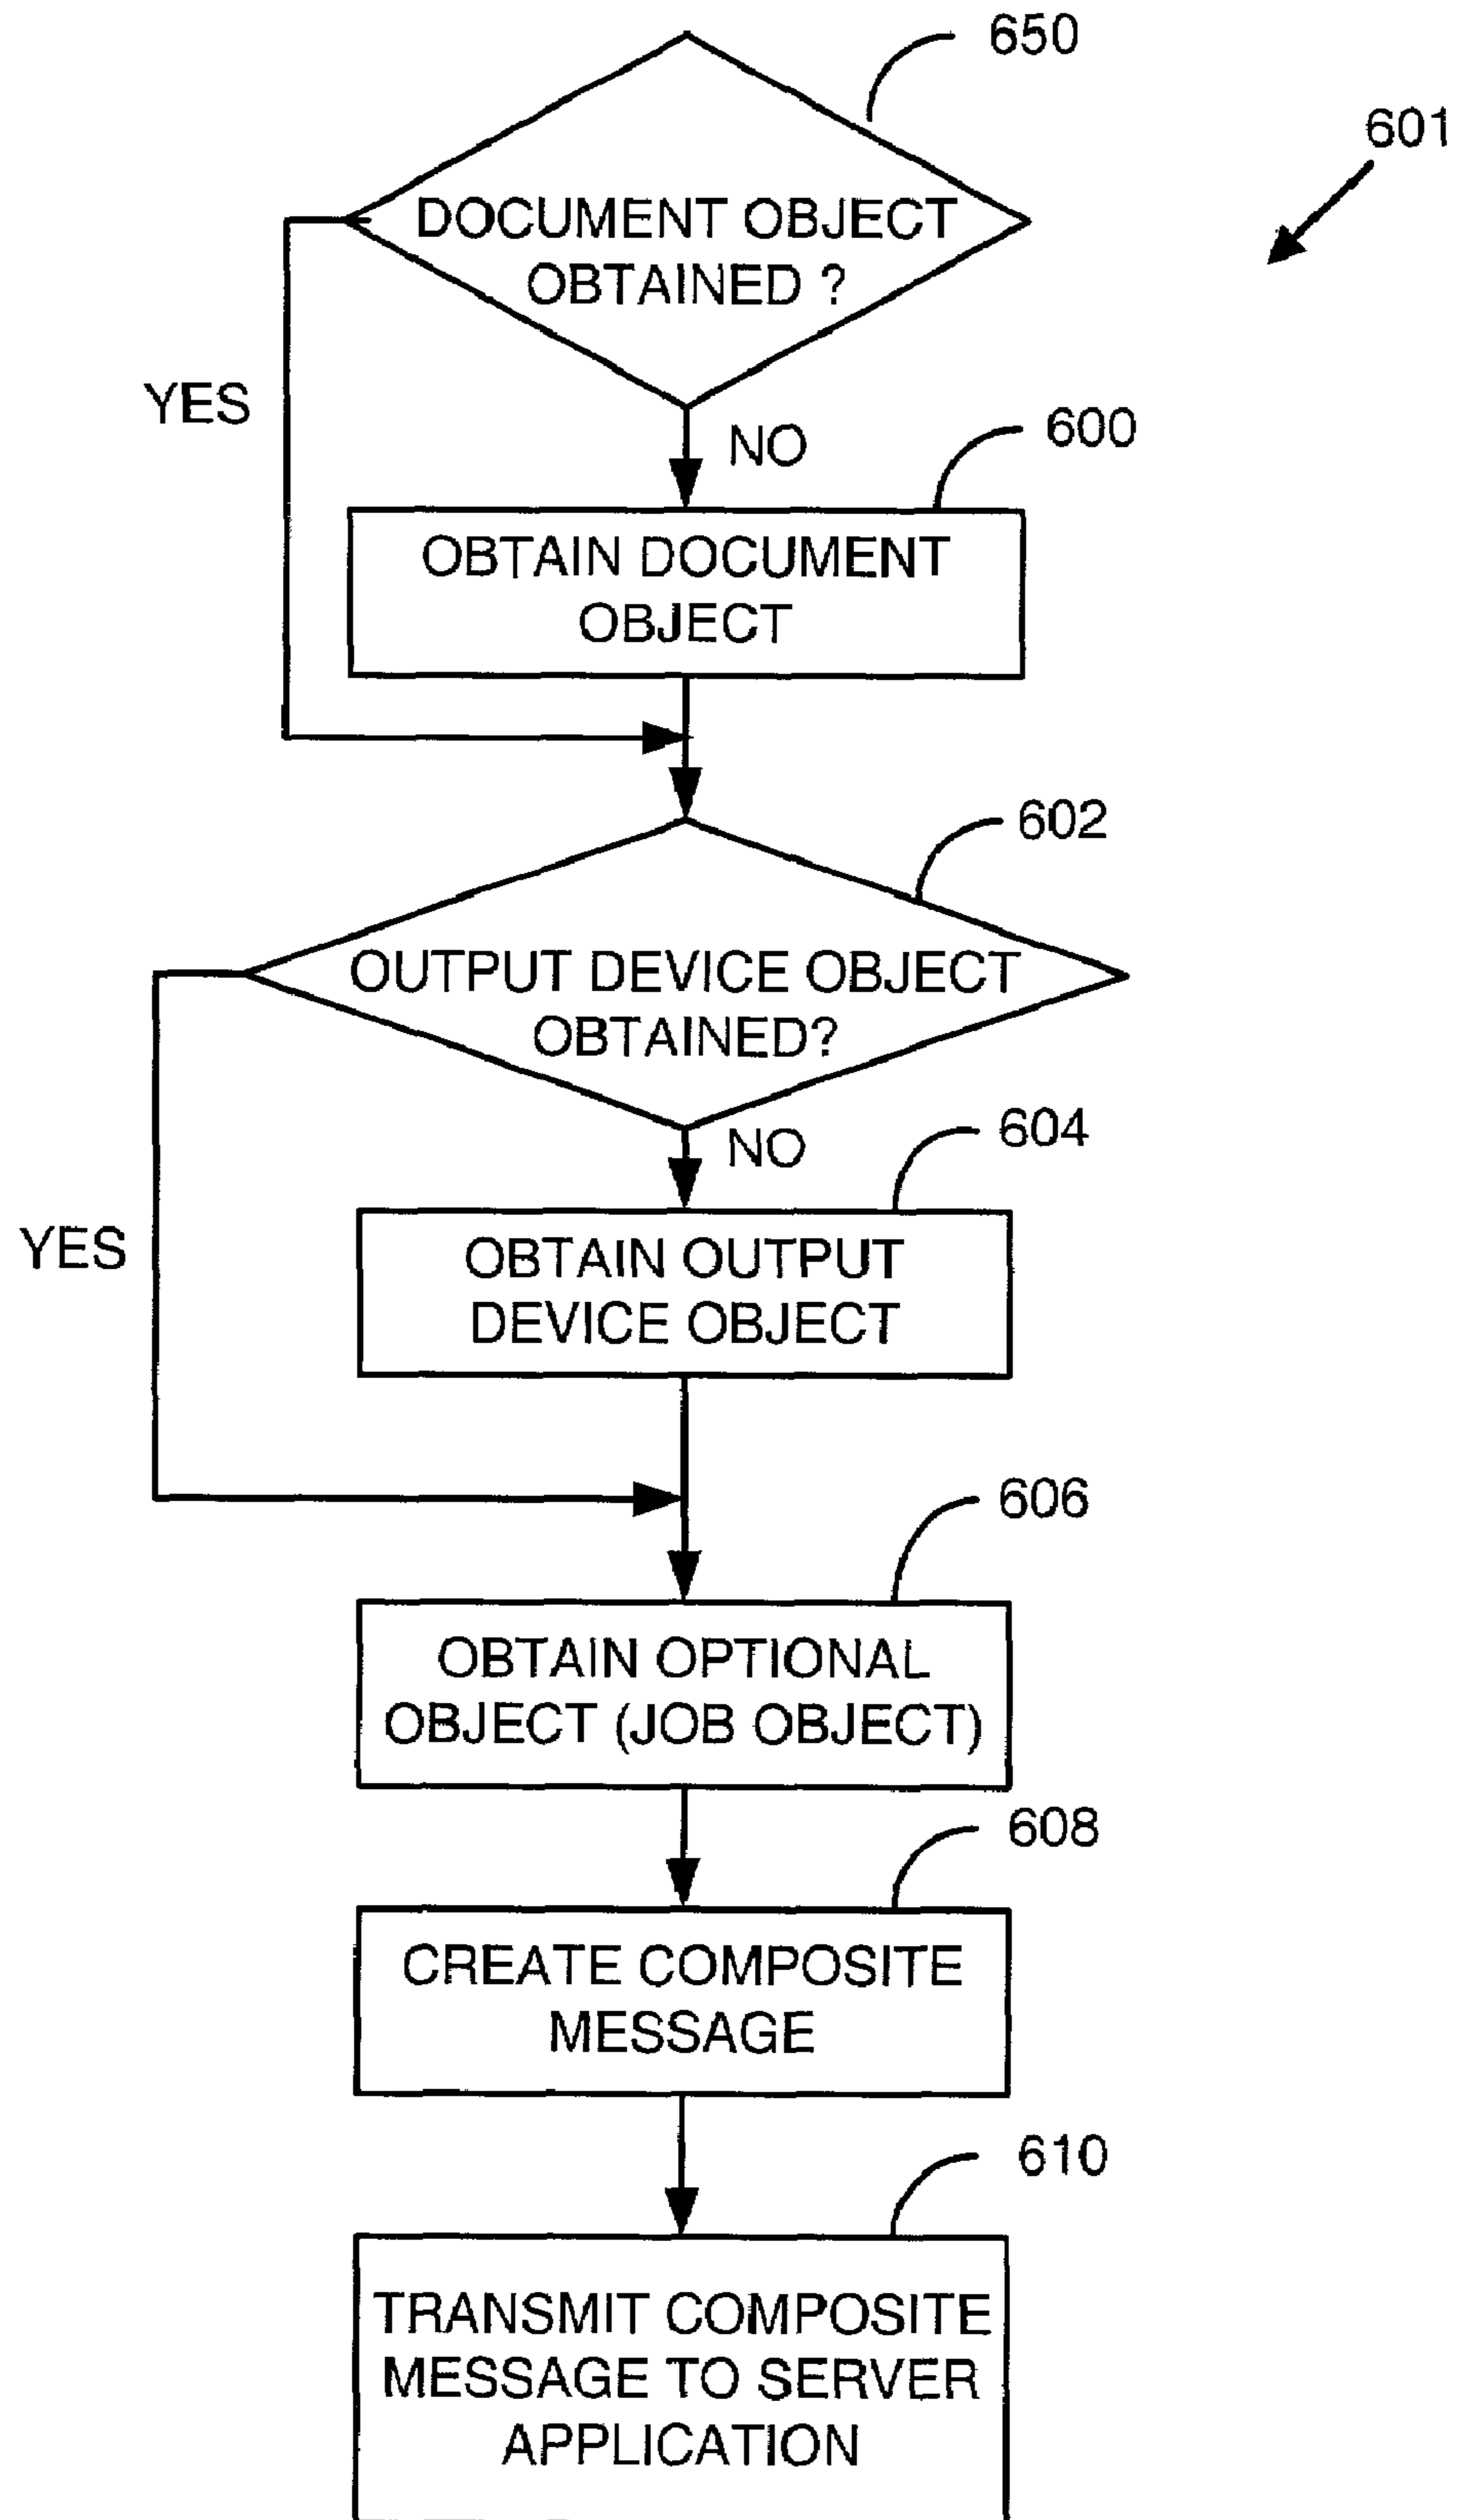 650
601
DOCUMENT OBJECT
OBTAINED ?
YES
NO
600
OBTAIN DOCUMENT
OBJECT
602
OUTPUT DEVICE OBJECT
OBTAINED?
NO
604
YES
OBTAIN OUTPUT
DEVICE OBJECT
606
OBTAIN OPTIONAL
OBJECT (JOB OBJECT)
608
CREATE COMPOSITE
MESSAGE
610
TRANSMIT COMPOSITE
MESSAGE TO SERVER
APPLICATION